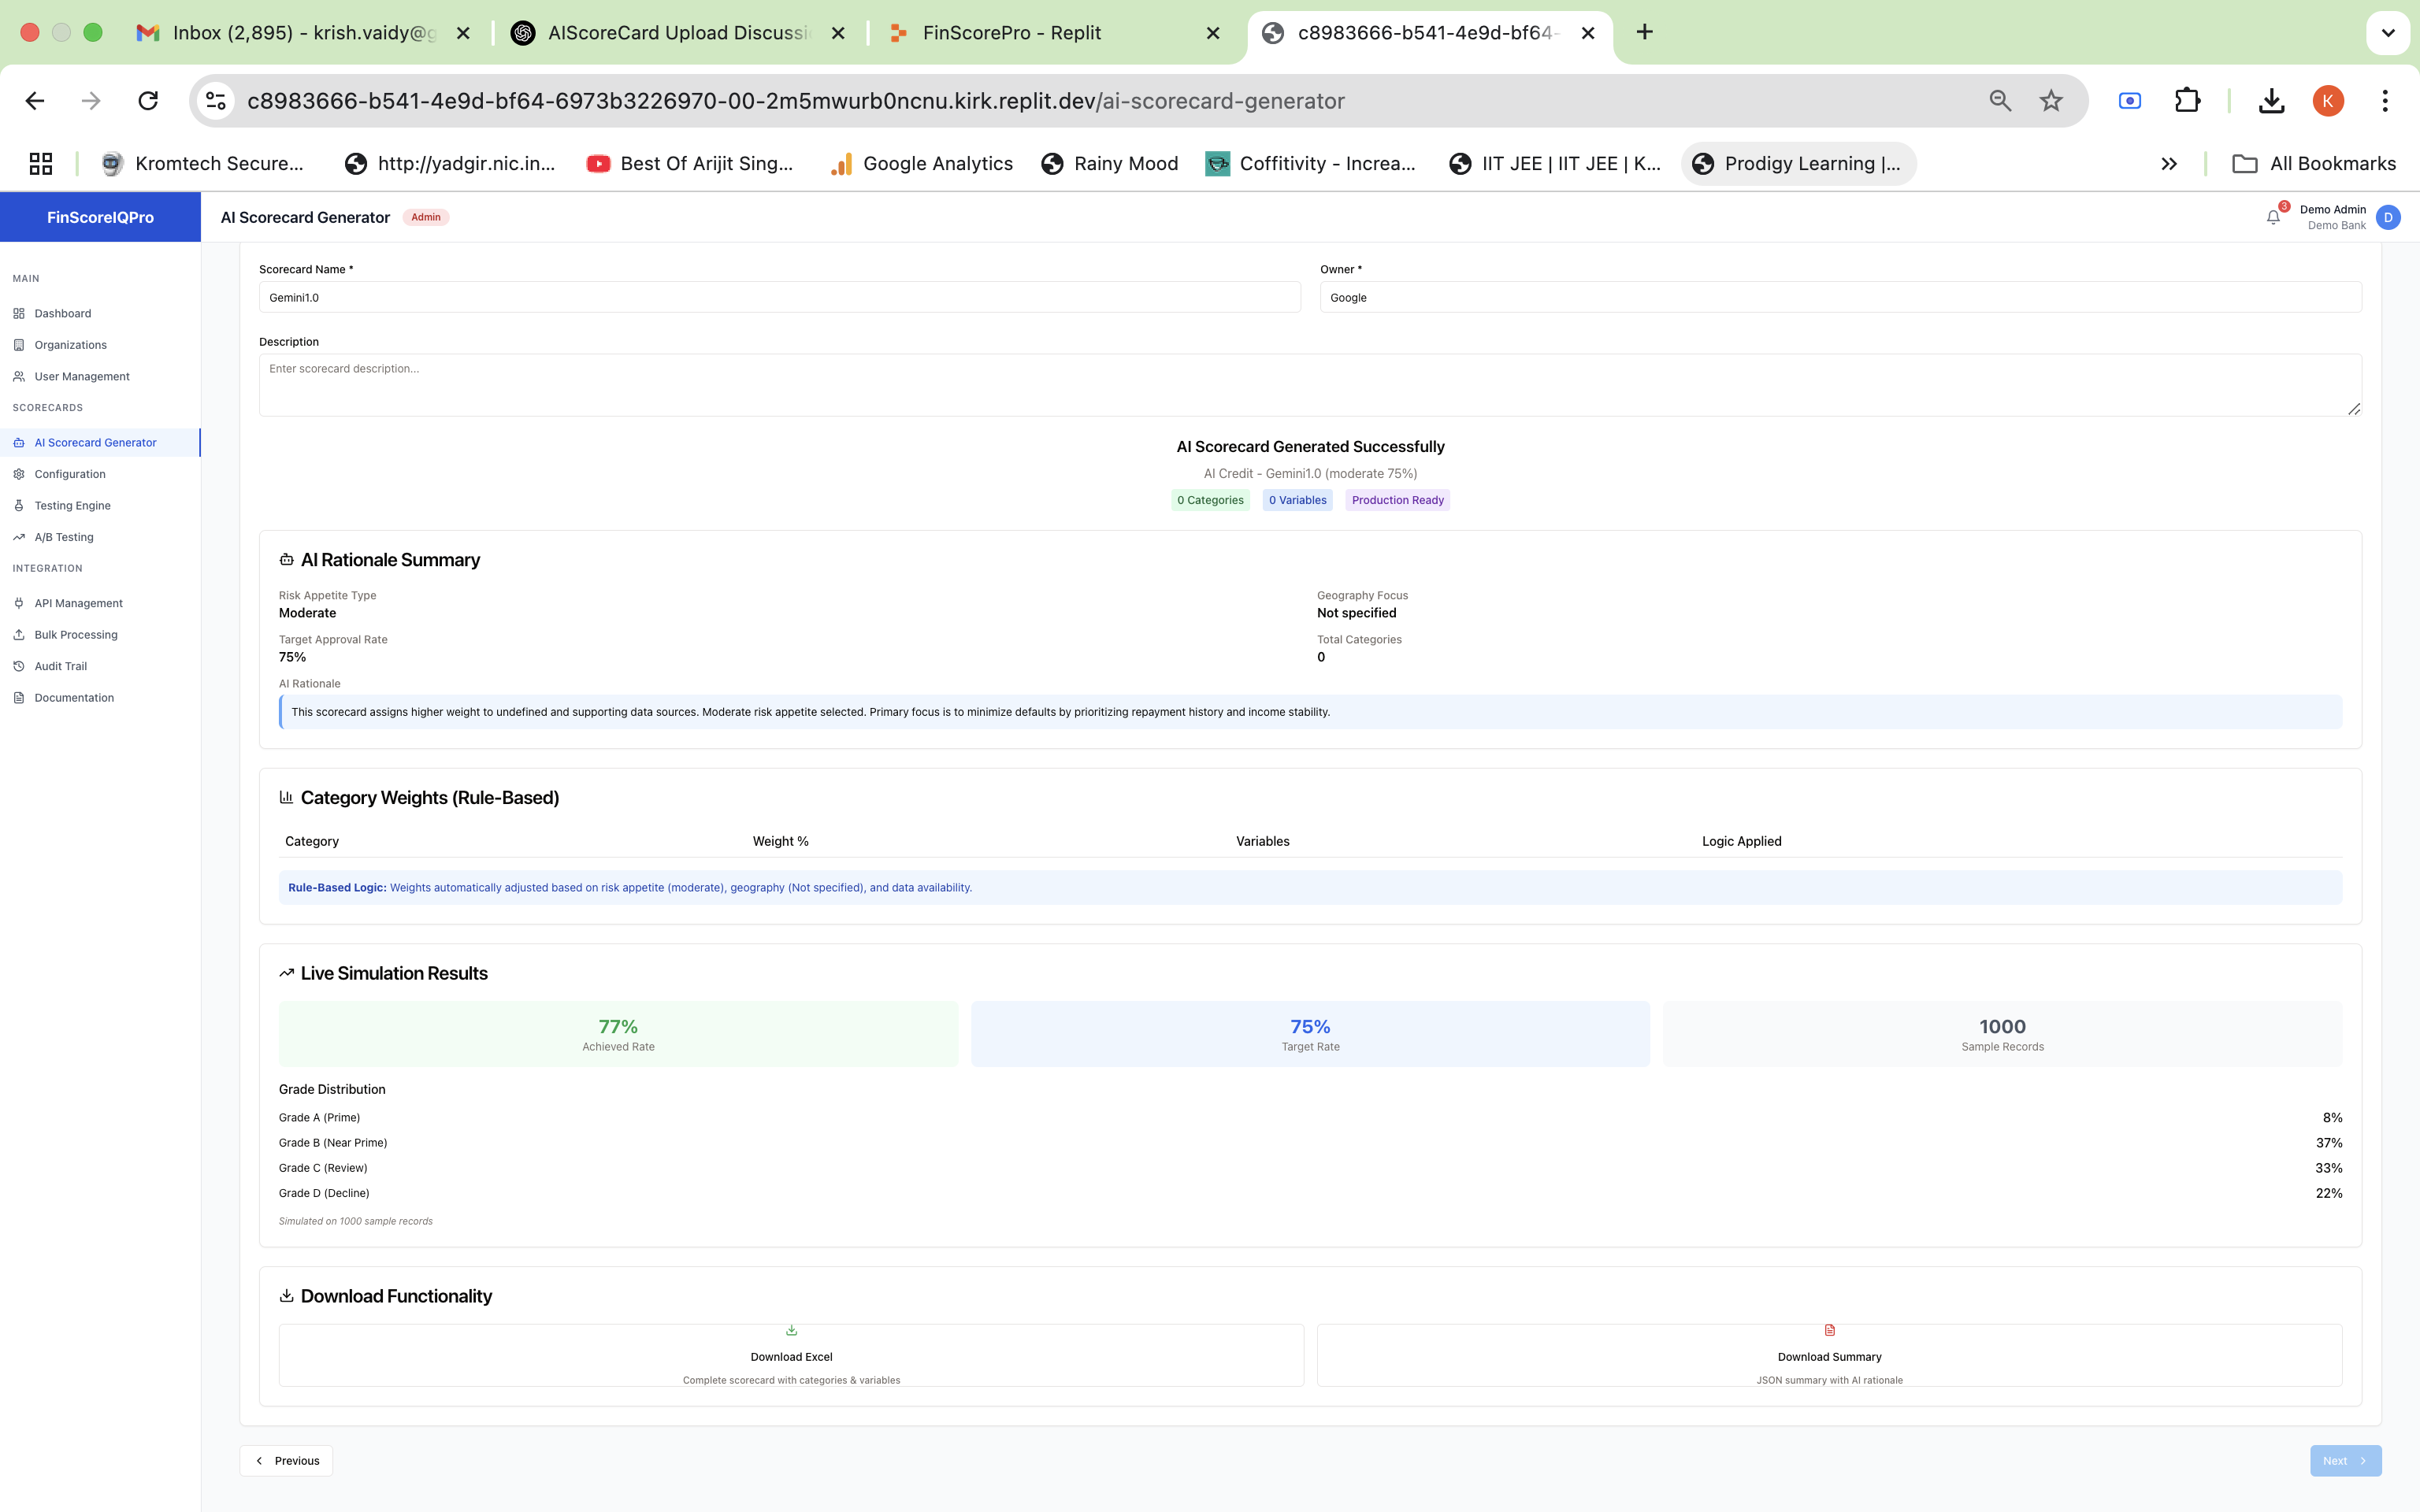 Inbox (2,895) - krish.vaidy@g
AIScoreCard Upload Discussi
FinScorePro - Replit
c8983666-b541-4e9d-bf64-
c8983666-b541-4e9d-bf64-6973b3226970-00-2m5mwurb0ncnu.kirk.replit.dev/ai-scorecard-generator
K
Kromtech Secure...
http://yadgir.nic.in...
Best Of Arijit Sing...
Google Analytics
Rainy Mood
Coffitivity - Increa...
IIT JEE | IIT JEE | K...
Prodigy Learning |...
All Bookmarks
FinScoreIQPro
AI Scorecard Generator
Admin
3
Demo Admin
Demo Bank
D
MAIN
Dashboard
Organizations
User Management
SCORECARDS
AI Scorecard Generator
Configuration
Testing Engine
A/B Testing
INTEGRATION
API Management
Bulk Processing
Audit Trail
Documentation
Scorecard Name *
Gemini1.0
Owner *
Google
Description
Enter scorecard description...
AI Scorecard Generated Successfully
AI Credit - Gemini1.0 (moderate 75%)
0 Categories
0 Variables
Production Ready
AI Rationale Summary
Risk Appetite Type
Moderate
Geography Focus
Not specified
Target Approval Rate
75%
Total Categories
0
AI Rationale
This scorecard assigns higher weight to undefined and supporting data sources. Moderate risk appetite selected. Primary focus is to minimize defaults by prioritizing repayment history and income stability.
Category Weights (Rule-Based)
Category Weight % Variables Logic Applied
Rule-Based Logic: Weights automatically adjusted based on risk appetite (moderate), geography (Not specified), and data availability.
Live Simulation Results
77%
Achieved Rate
75%
Target Rate
1000
Sample Records
Grade Distribution
Grade A (Prime) 8%
Grade B (Near Prime) 37%
Grade C (Review) 33%
Grade D (Decline) 22%
Simulated on 1000 sample records
Download Functionality
Download Excel
Complete scorecard with categories & variables
Download Summary
JSON summary with AI rationale
Previous
Next